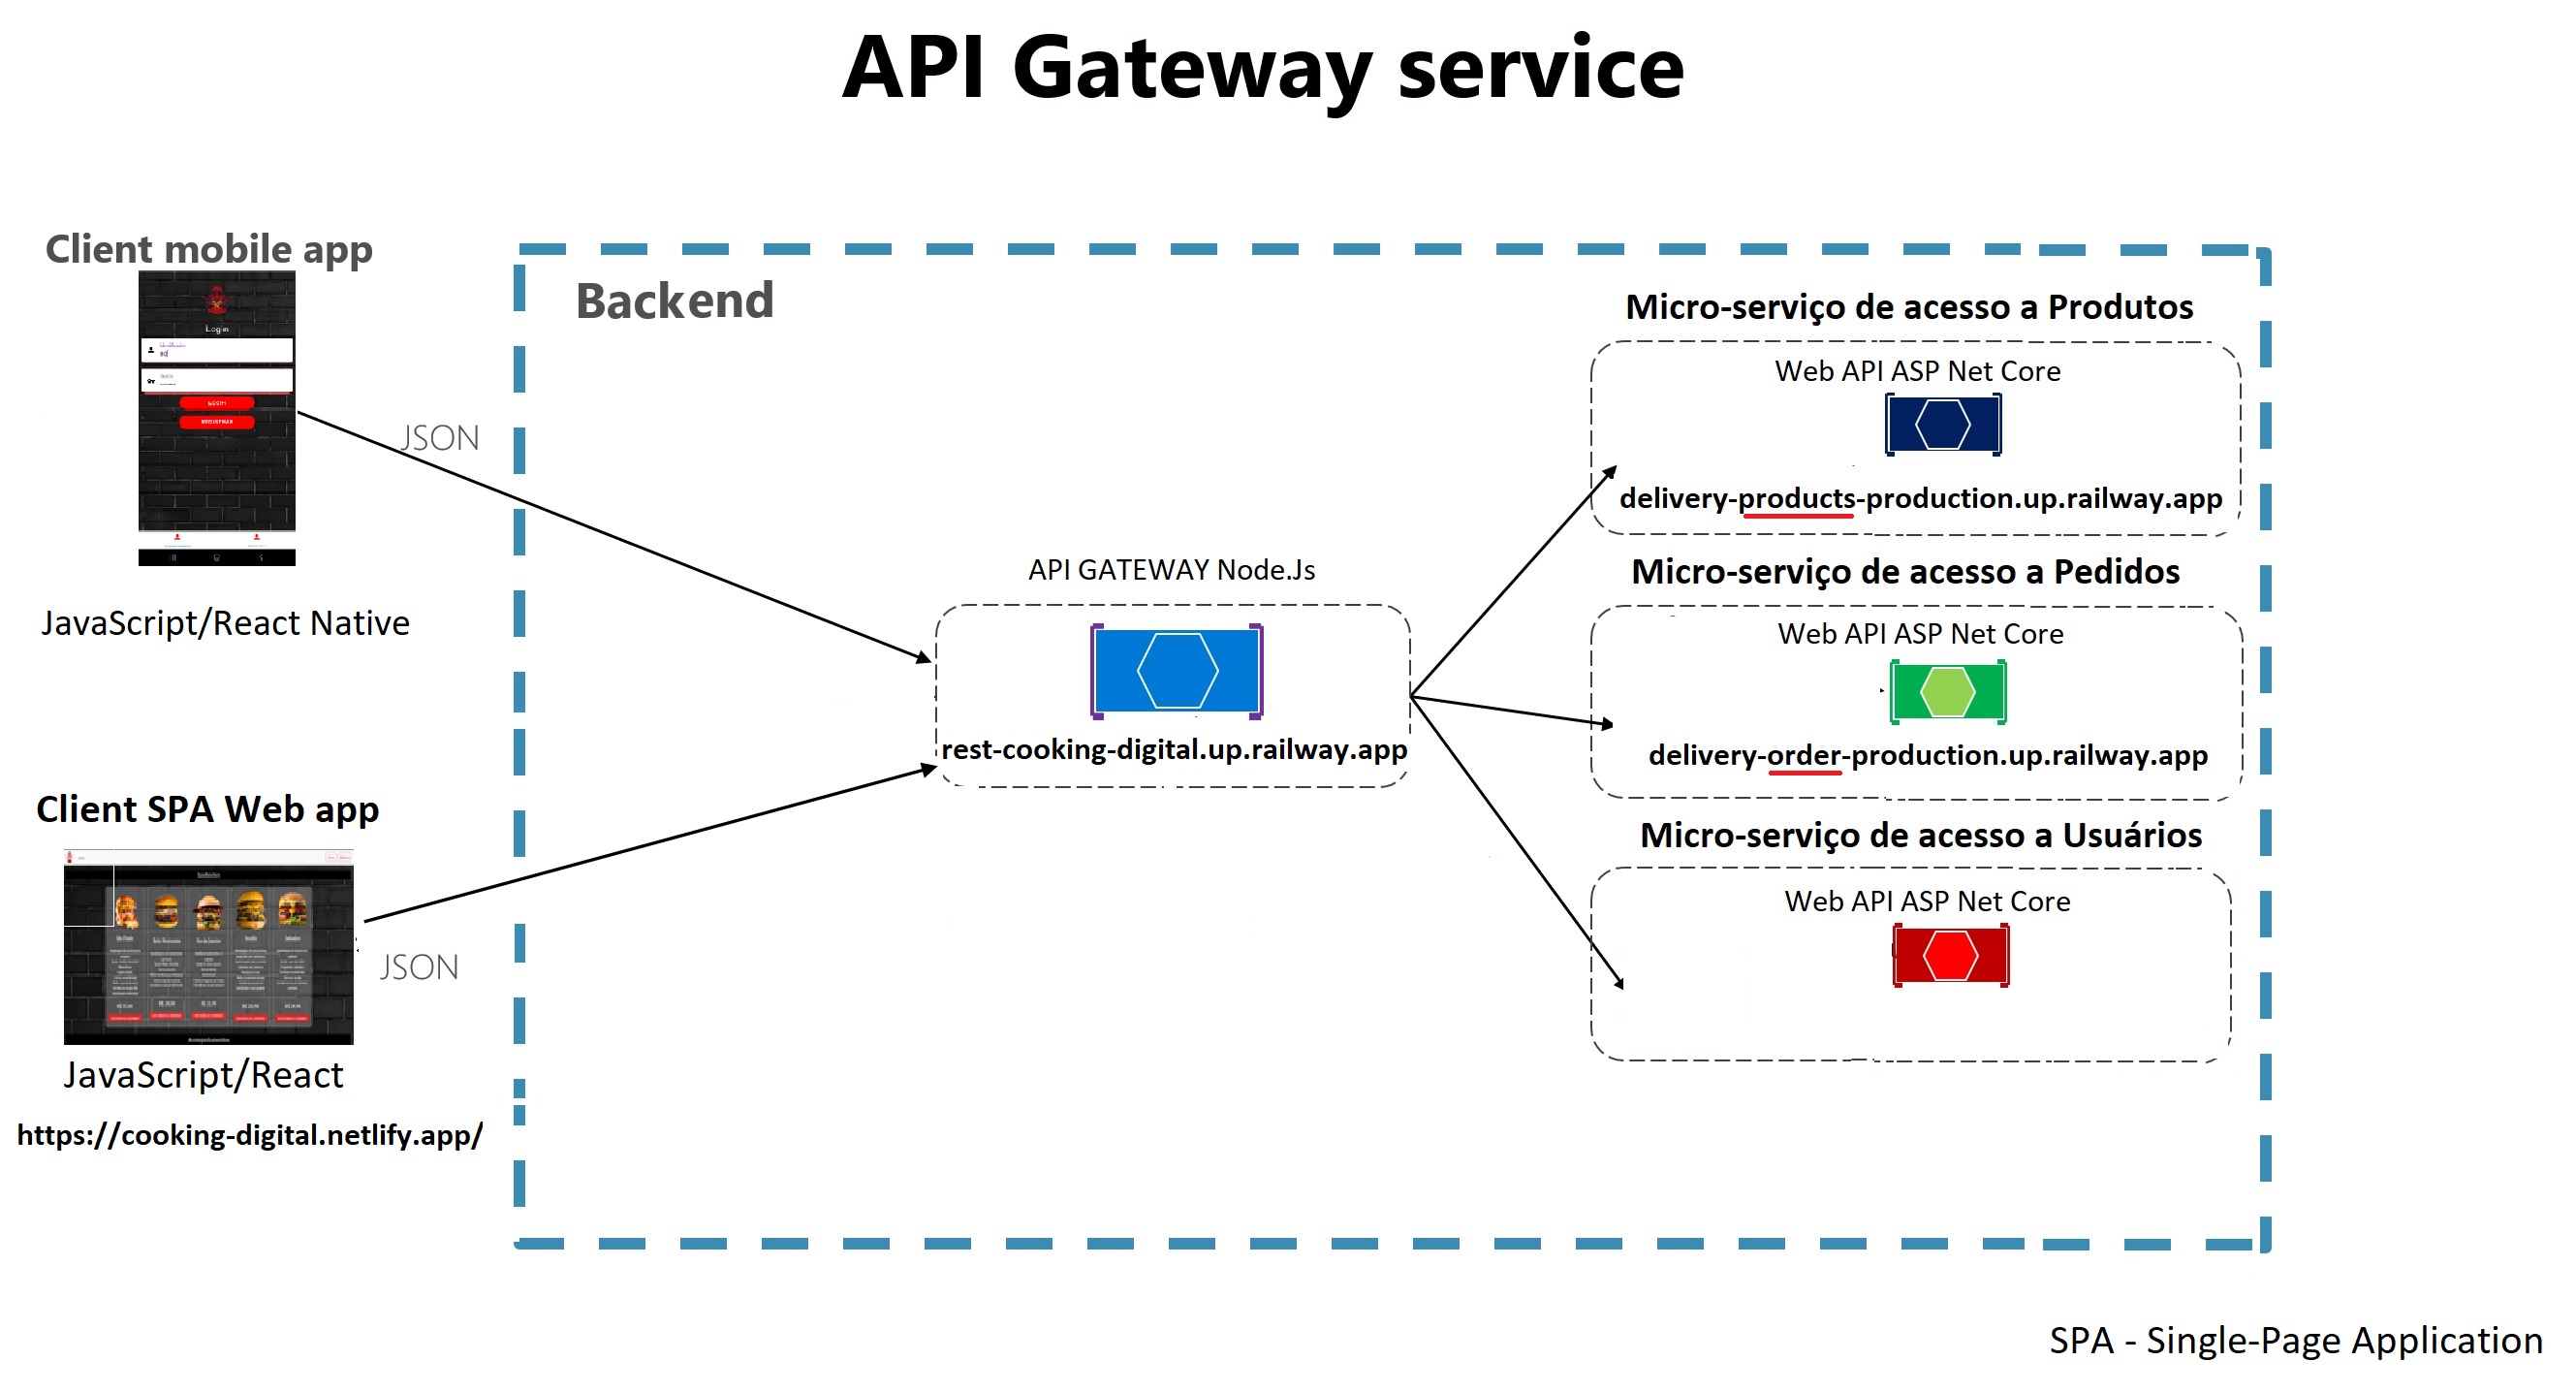 API Gateway service
Client mobile app
Login
JSON
JavaScript/React Native
Client SPA Web app
JSON
JavaScript/React
https://cooking-digital.netlify.app/
Backend
API GATEWAY Node.Js
rest-cooking-digital.up.railway.app
Micro-serviço de acesso a Produtos
Web API ASP Net Core
delivery-products-production.up.railway.app
Micro-serviço de acesso a Pedidos
Web API ASP Net Core
delivery-order-production.up.railway.app
Micro-serviço de acesso a Usuários
Web API ASP Net Core
SPA - Single-Page Application